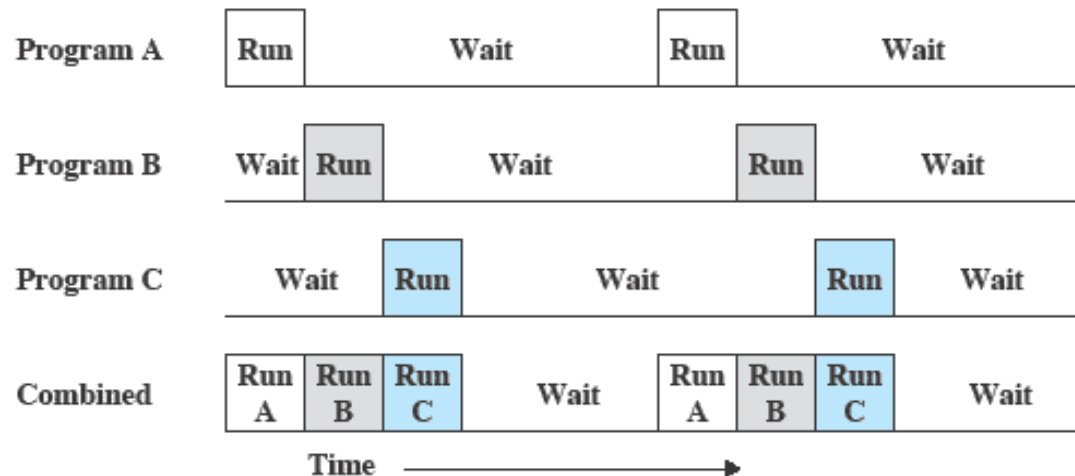 Program A Run Wait Run Wait
Program B Wait Run Wait Run Wait
Program C Wait Run Wait Run Wait
Combined Run A Run B Run C Wait Run A Run B Run C Wait
Time